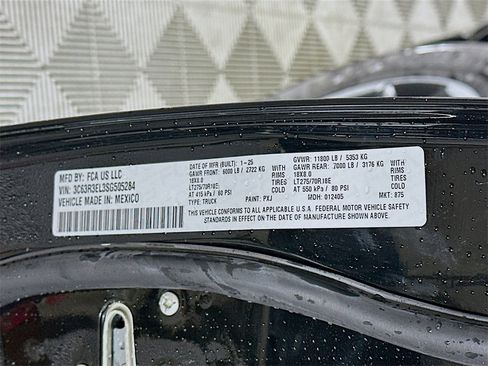 MFD BY: FCA US LLC
VIN: 3C63R3EL3SG505284
VEHICLE MADE IN: MEXICO
DATE OF MFR (BUILT): 1-25
GAWR FRONT: 6000 LB / 2722 KG
WITH 18X8.0 RIMS
LT275/70R18E TIRES
AT 415 kPa / 60 PSI COLD
TYPE: TRUCK PAINT: PXJ
GVWR: 11800 LB / 5353 KG
GAWR REAR: 7000 LB / 3176 KG
WITH 18X8.0 RIMS
LT275/70R18E TIRES
AT 550 kPa / 80 PSI COLD
MDH: 012405 MKT: 875
THIS VEHICLE CONFORMS TO ALL APPLICABLE U.S.A. FEDERAL MOTOR VEHICLE SAFETY
STANDARDS IN EFFECT ON THE DATE OF MANUFACTURE SHOWN ABOVE.